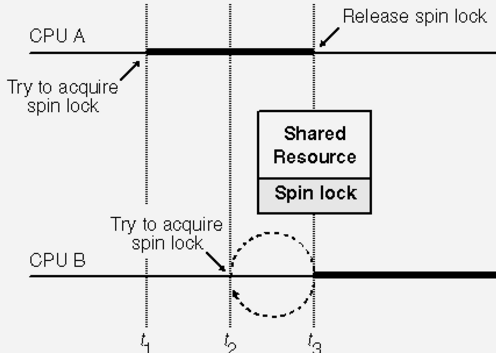 Release spin lock
CPU A
Try to acquire
spin lock
Shared
Resource
Spin lock
Try to acquire
spin lock
CPU B
t1 t2 t3